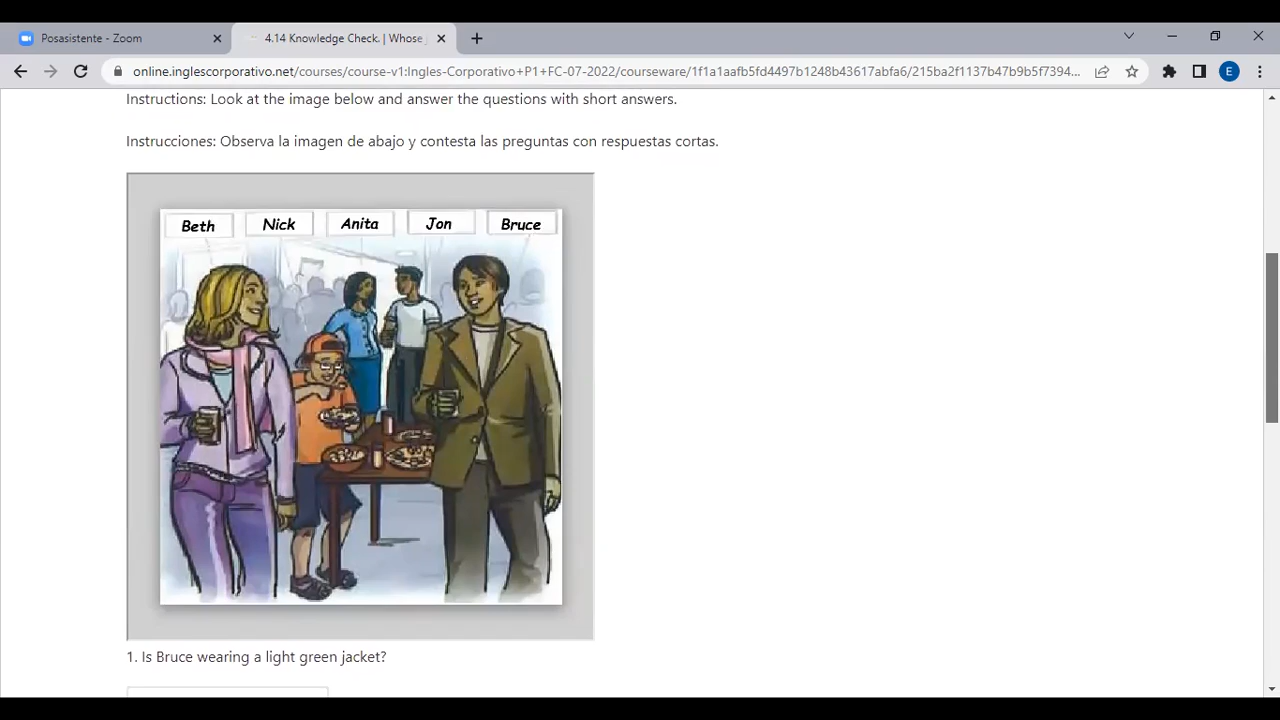 Posasistente - Zoom
4.14 Knowledge Check. | Whose
online.inglescorporativo.net/courses/course-v1:Ingles-Corporativo+P1+FC-07-2022/courseware/1f1a1aafb5fd4497b1248b43617abfa6/215ba2f1137b47b9b5f7394...
E
Instructions: Look at the image below and answer the questions with short answers.
Instrucciones: Observa la imagen de abajo y contesta las preguntas con respuestas cortas.
Beth Nick Anita Jon Bruce
1. Is Bruce wearing a light green jacket?